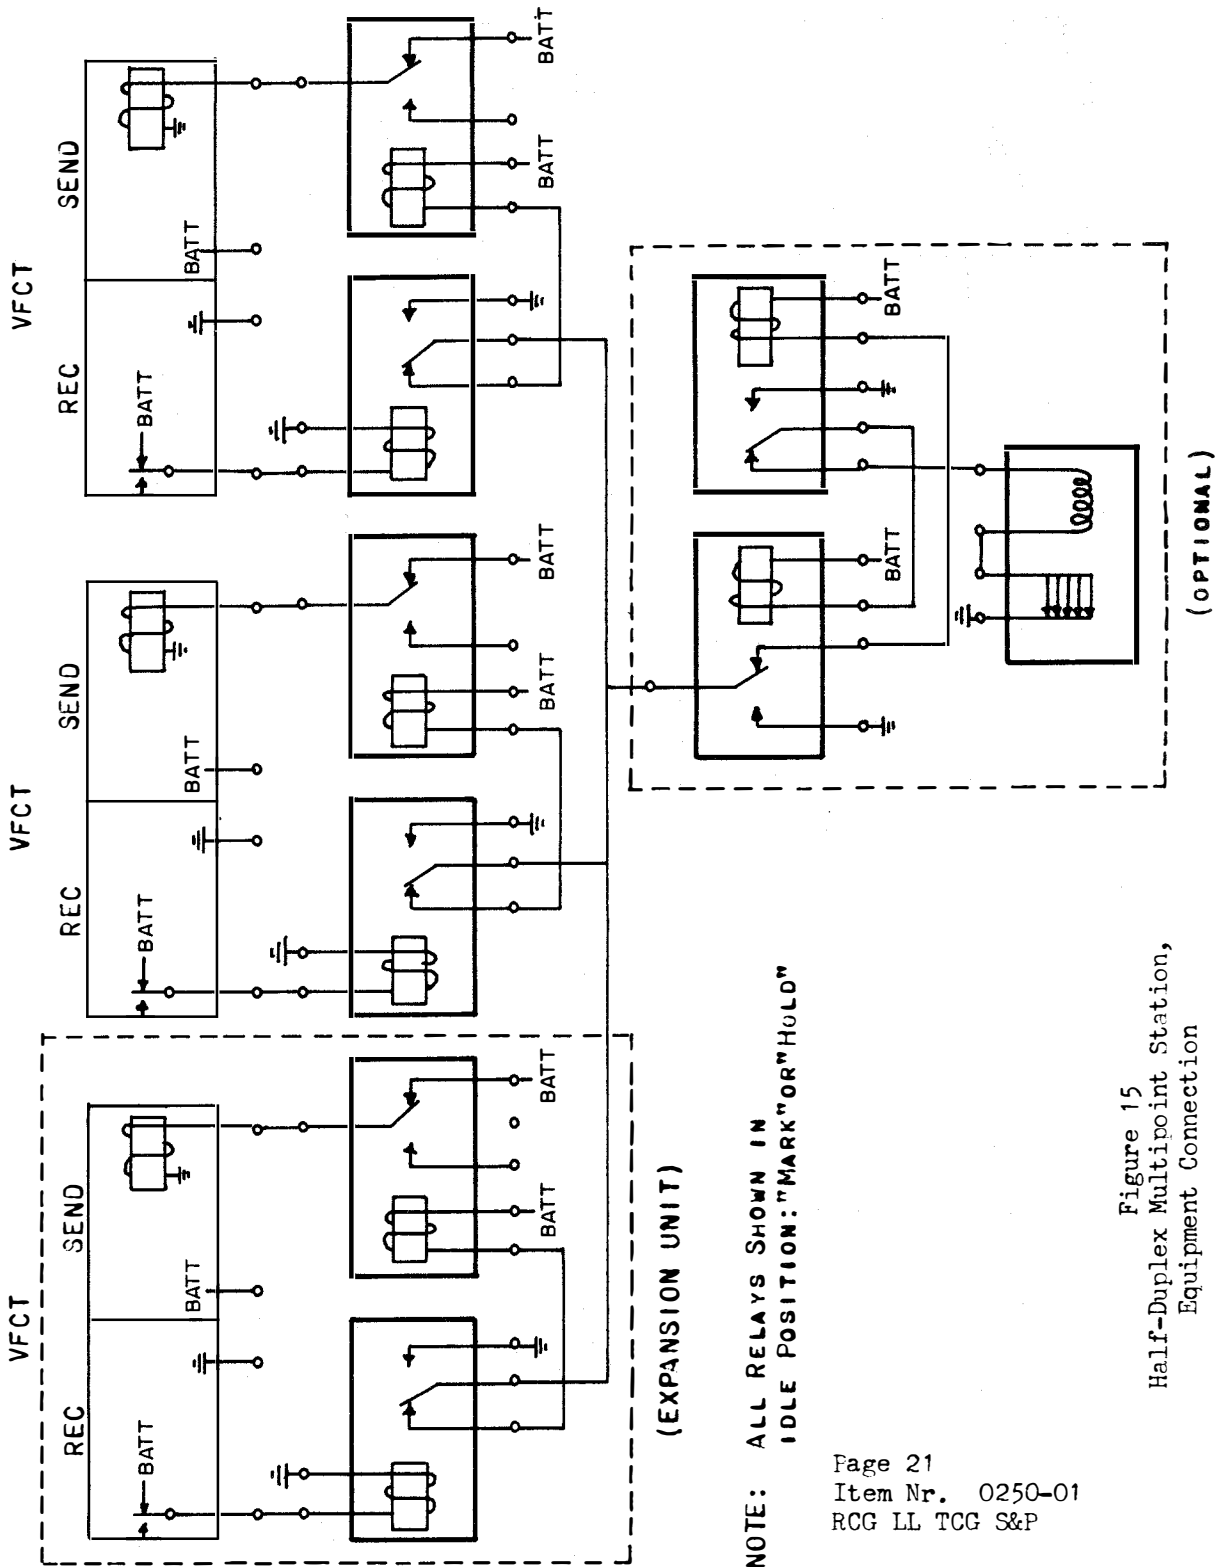 VFCT
VFCT
VFCT
REC
SEND
REC
SEND
REC
SEND
BATT
BATT
BATT
BATT
BATT
BATT
BATT
BATT
BATT
BATT
BATT
BATT
(EXPANSION UNIT)
BATT
BATT
(OPTIONAL)
NOTE: ALL RELAYS SHOWN IN
IDLE POSITION:"MARK"OR"HOLD"
Figure 15
Half-Duplex Multipoint Station,
Equipment Connection
Page 21
Item Nr. 0250-01
RCG LL TCG S&P